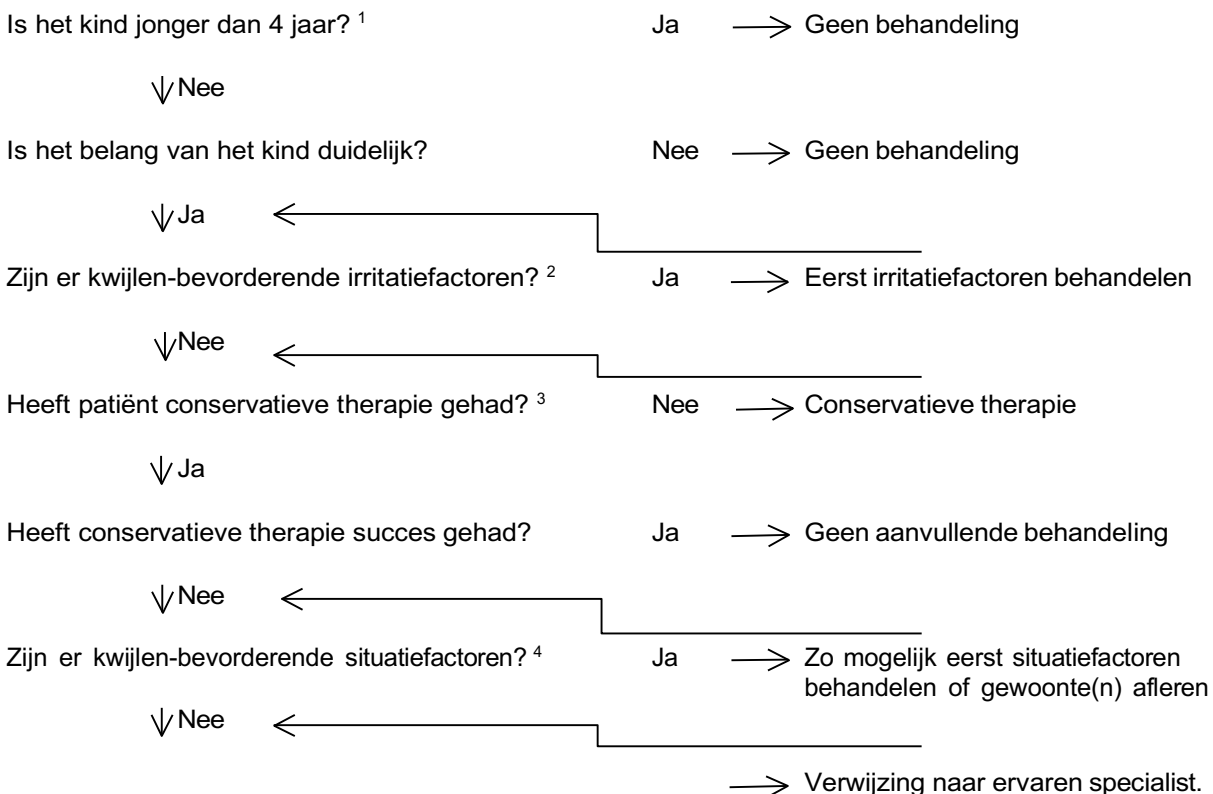 Is het kind jonger dan 4 jaar? 1 Ja Geen behandeling
Nee
Is het belang van het kind duidelijk? Nee Geen behandeling
Ja
Zijn er kwijlen-bevorderende irritatiefactoren? 2 Ja Eerst irritatiefactoren behandelen
Nee
Heeft patiënt conservatieve therapie gehad? 3 Nee Conservatieve therapie
Ja
Heeft conservatieve therapie succes gehad? Ja Geen aanvullende behandeling
Nee
Zijn er kwijlen-bevorderende situatiefactoren? 4 Ja Zo mogelijk eerst situatiefactoren
behandelen of gewoonte(n) afleren
Nee
Verwijzing naar ervaren specialist.